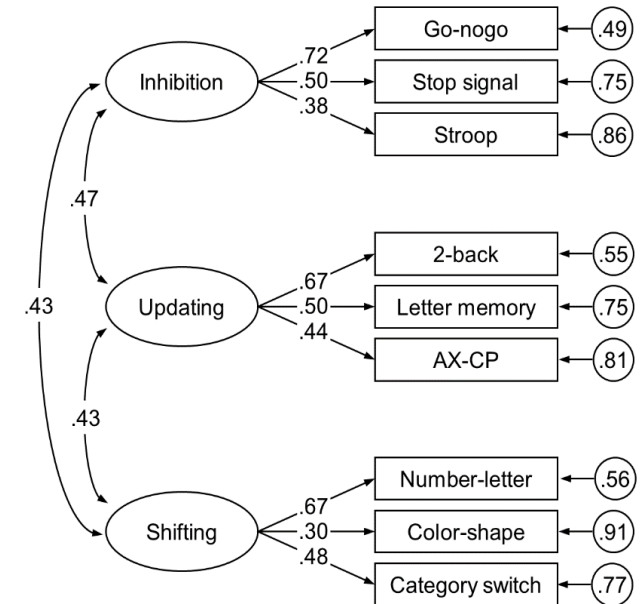 Go-nogo
.49
.72
Inhibition
.50
Stop signal
.75
.38
Stroop
.86
.47
2-back
.55
.67
.43
Updating
.50
Letter memory
.75
.44
AX-CP
.81
.43
Number-letter
.56
.67
Shifting
.30
Color-shape
.91
.48
Category switch
.77